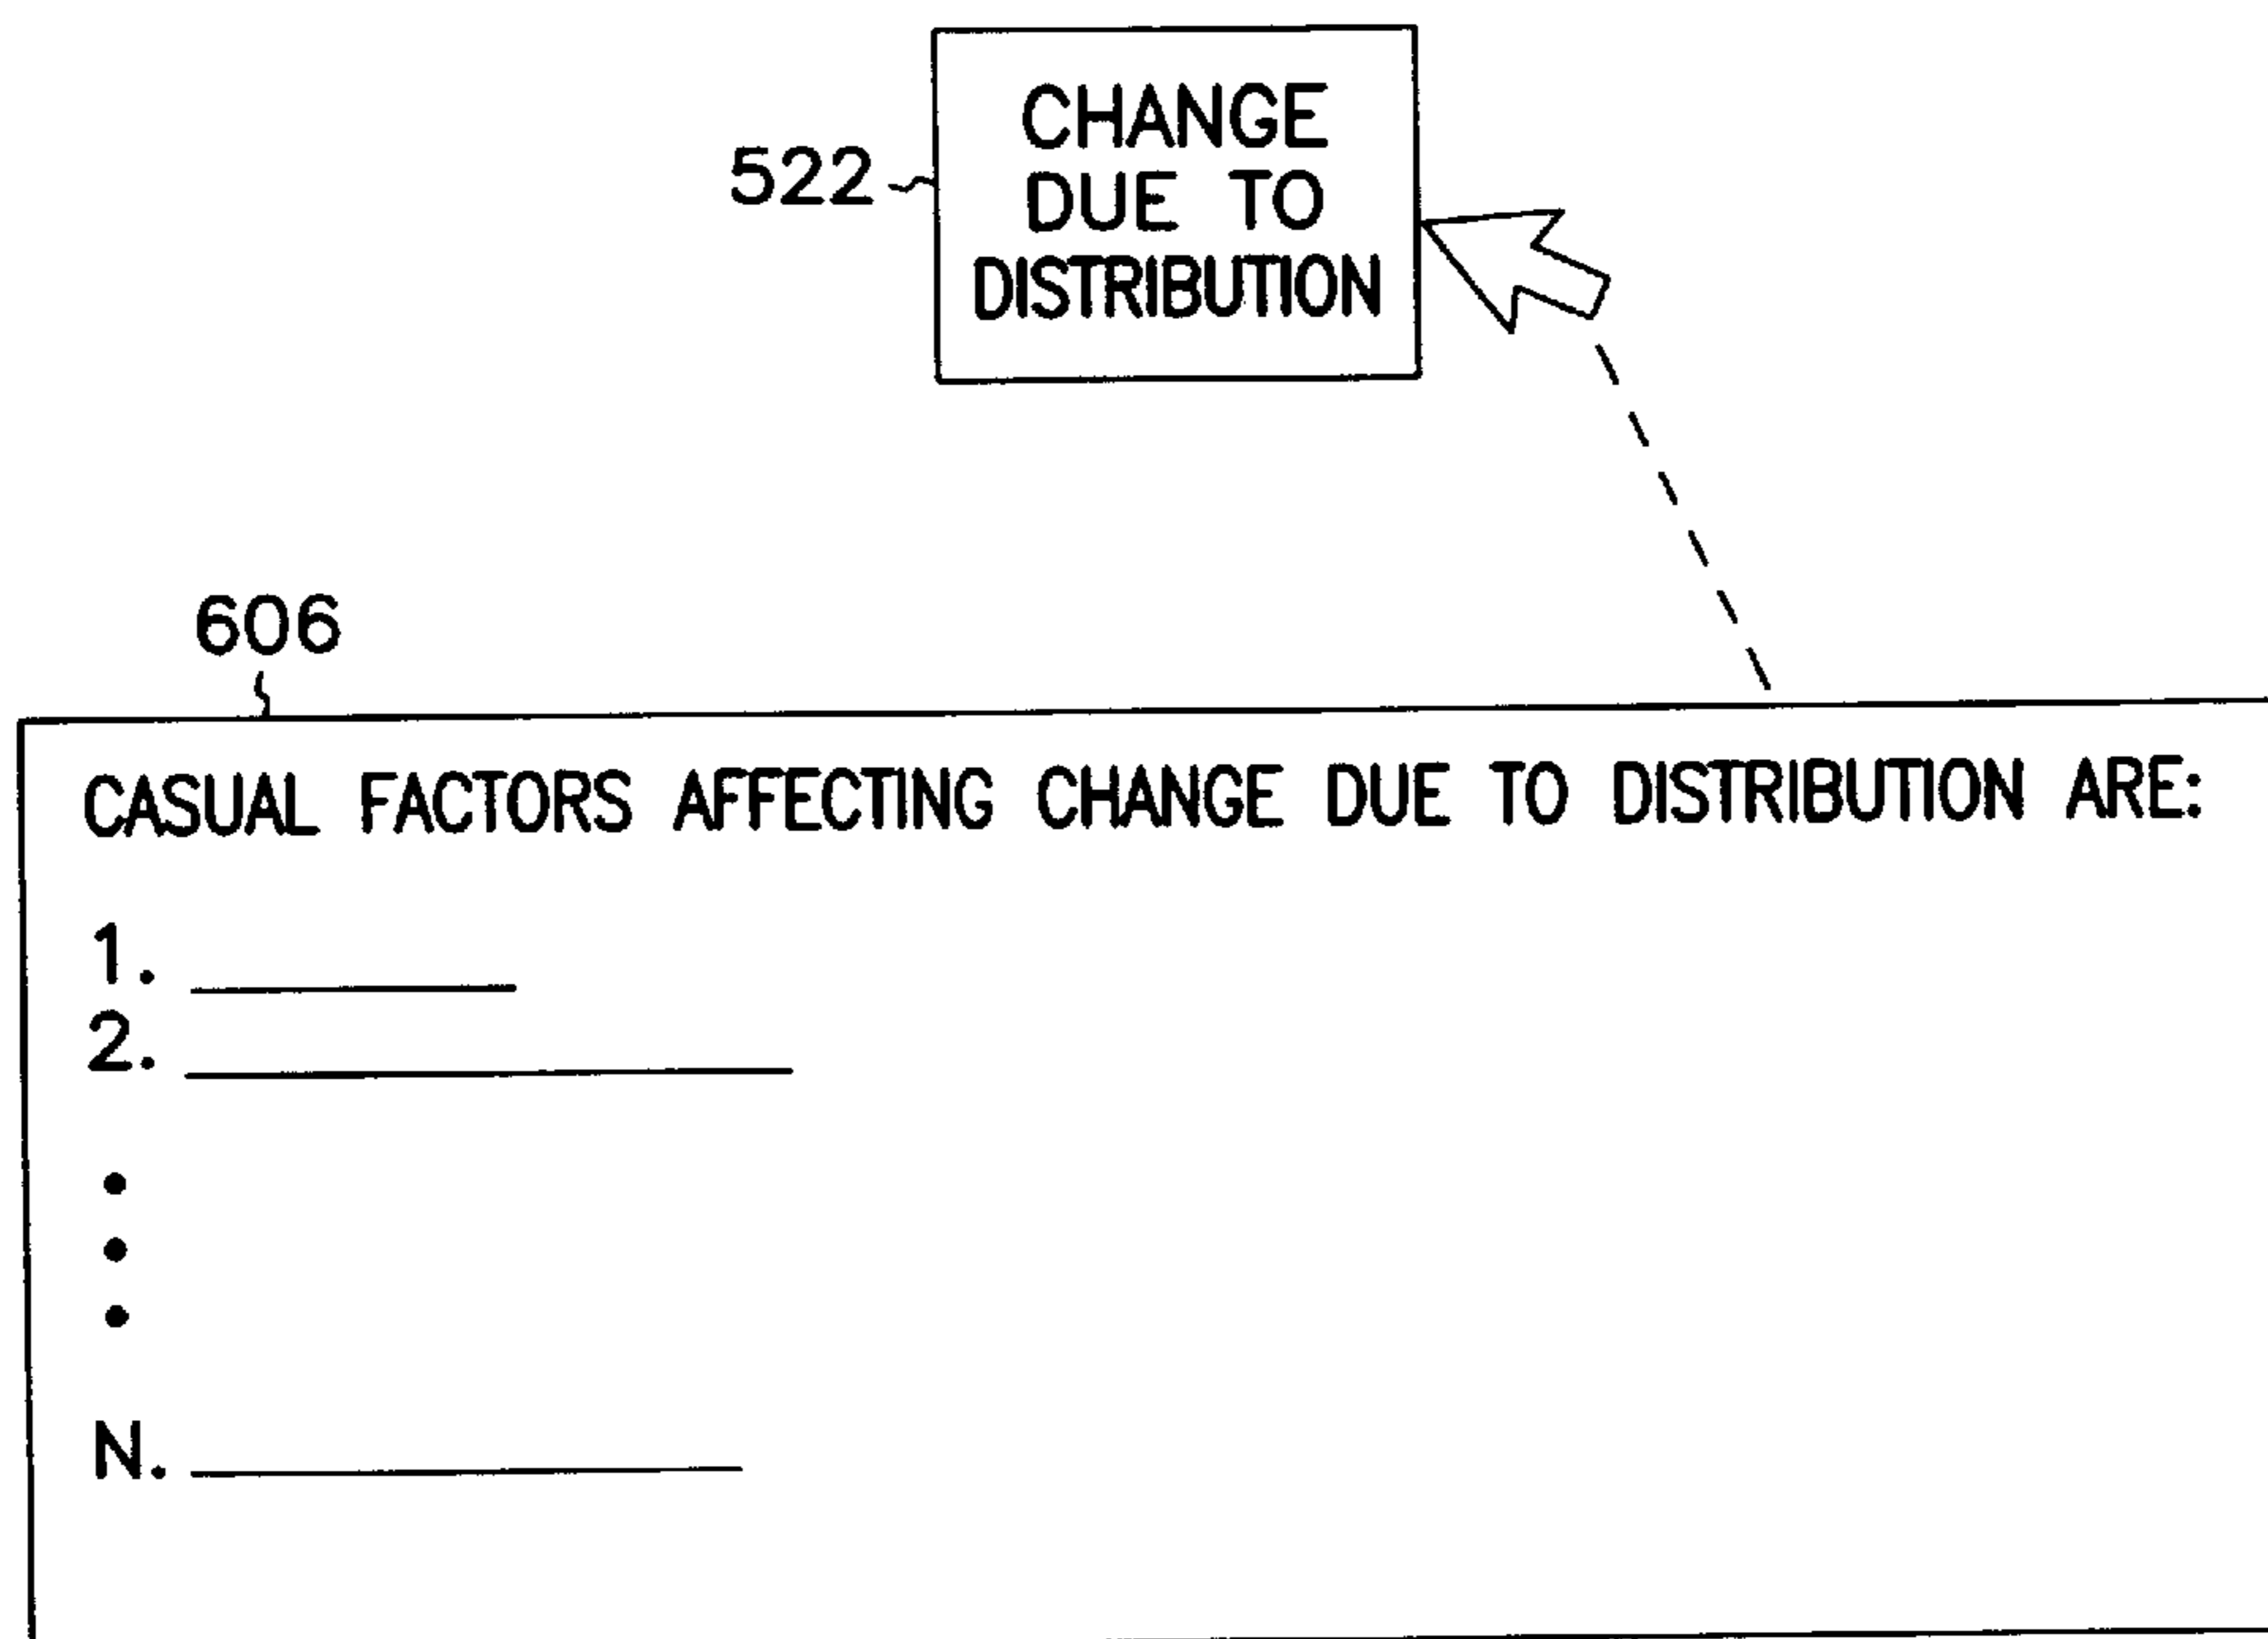 CHANGE
DUE TO
DISTRIBUTION
522
606
CASUAL FACTORS AFFECTING CHANGE DUE TO DISTRIBUTION ARE:
1.
2.
N.